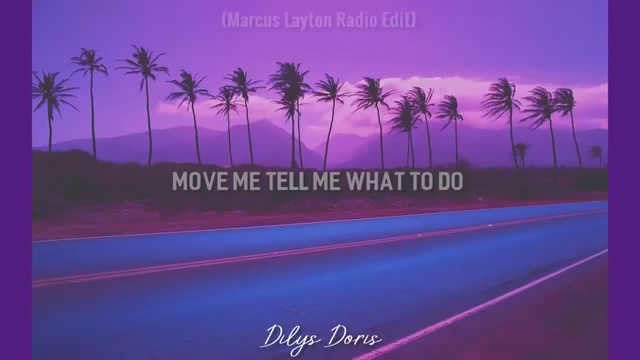 (Marcus Layton Radio Edit)
MOVE ME TELL ME WHAT TO DO
Dilys Doris